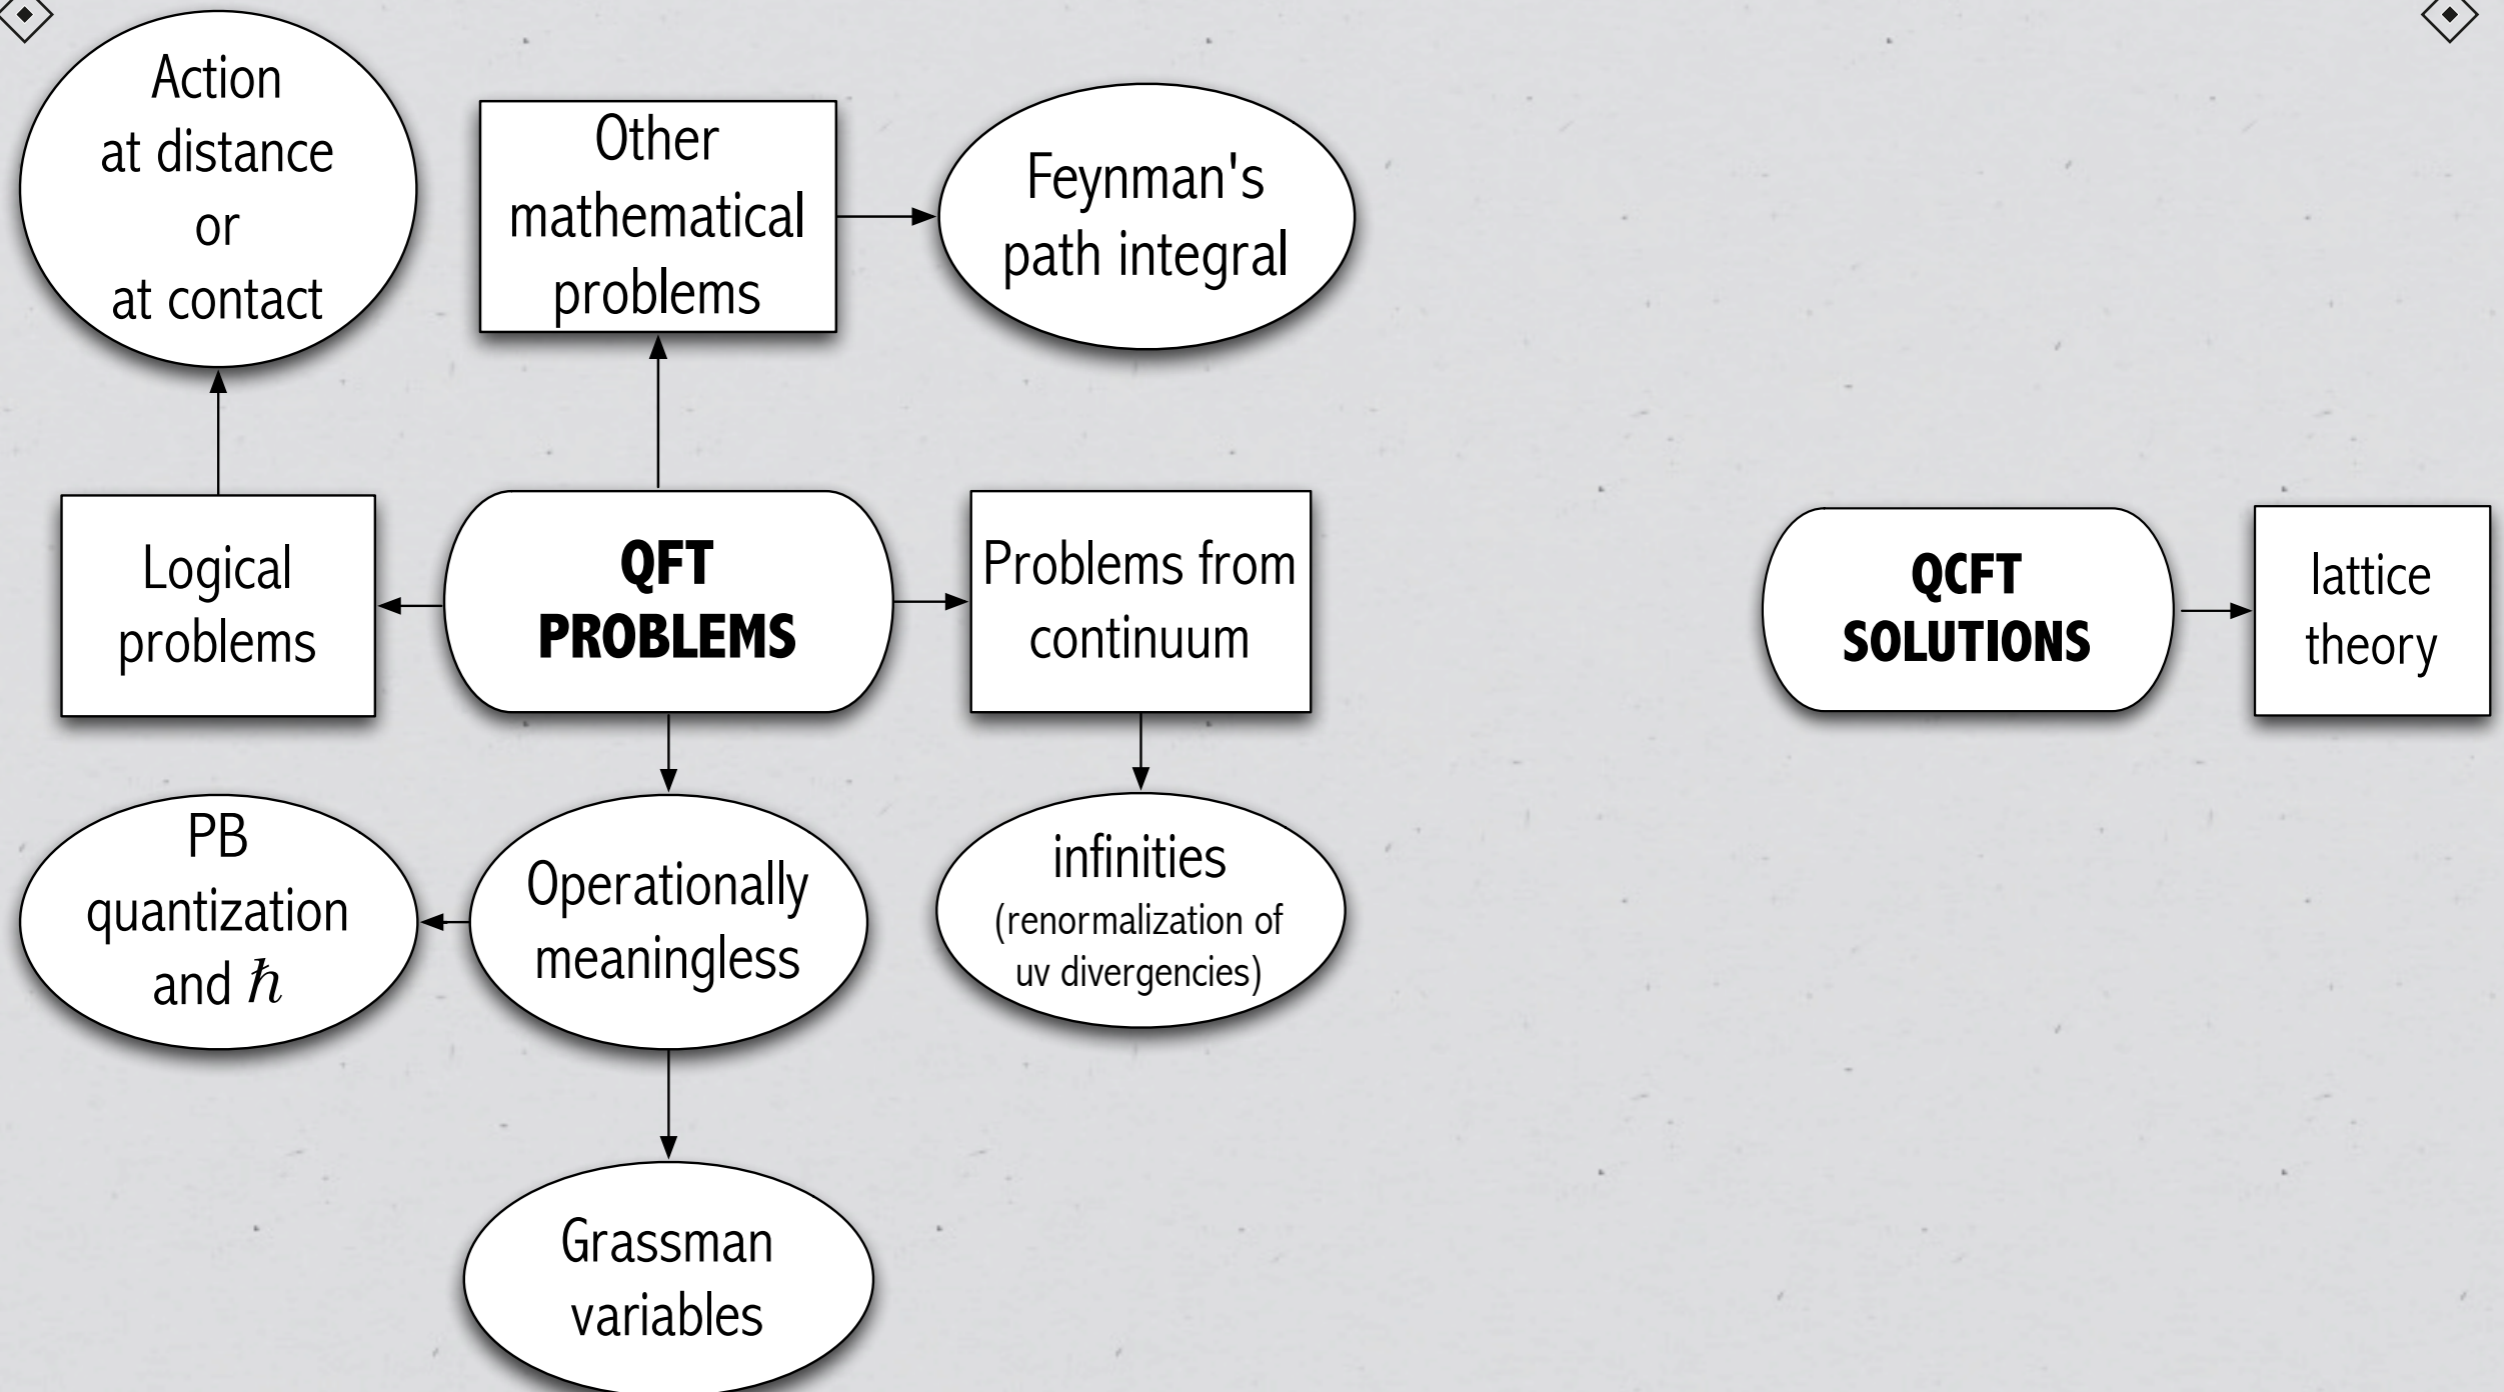 Action
at distance
or
at contact
Other
mathematical
problems
Feynman's
path integral
Logical
problems
QFT
PROBLEMS
Problems from
continuum
QCFT
SOLUTIONS
lattice
theory
PB
quantization
and ℏ
Operationally
meaningless
infinities
(renormalization of
uv divergencies)
Grassman
variables